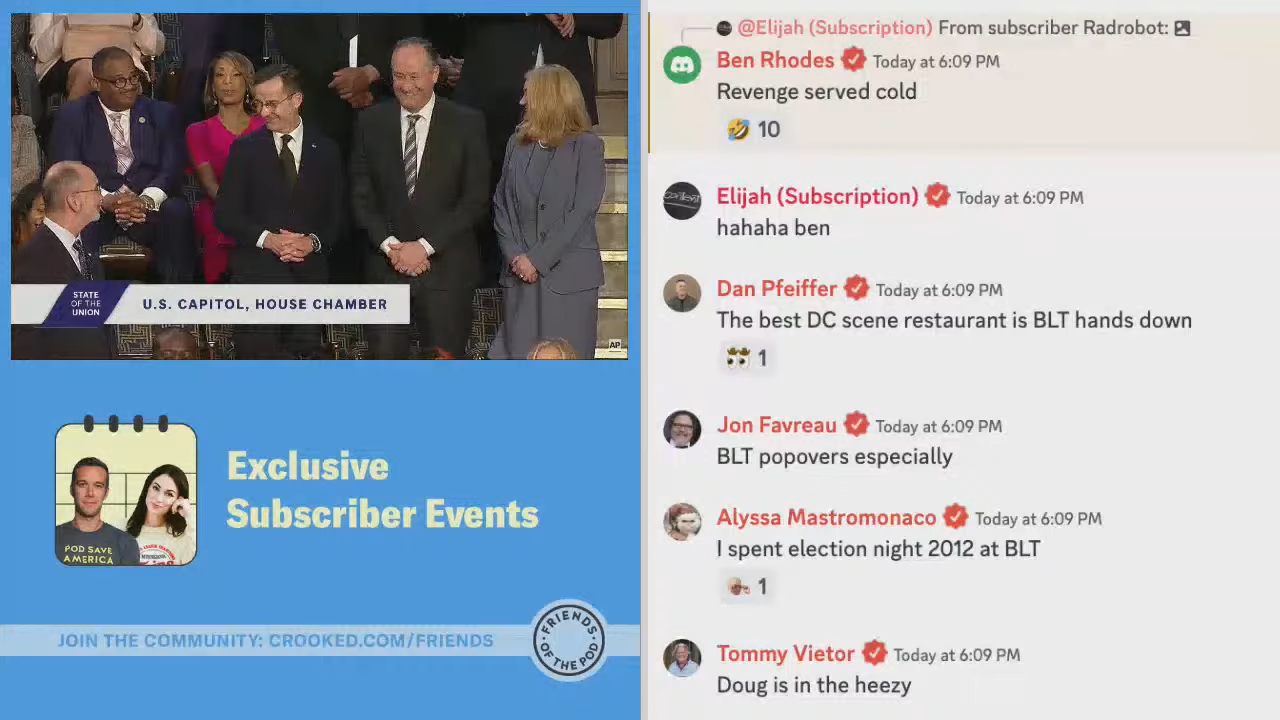 STATE
OF THE
UNION
U.S. CAPITOL, HOUSE CHAMBER
AP
POD SAVE
AMERICA
Exclusive
Subscriber Events
JOIN THE COMMUNITY: CROOKED.COM/FRIENDS
FRIENDS
OF THE POD
@Elijah (Subscription) From subscriber Radrobot:
Ben Rhodes Today at 6:09 PM
Revenge served cold
10
Elijah (Subscription) Today at 6:09 PM
hahaha ben
Dan Pfeiffer Today at 6:09 PM
The best DC scene restaurant is BLT hands down
1
Jon Favreau Today at 6:09 PM
BLT popovers especially
Alyssa Mastromonaco Today at 6:09 PM
I spent election night 2012 at BLT
1
Tommy Vietor Today at 6:09 PM
Doug is in the heezy